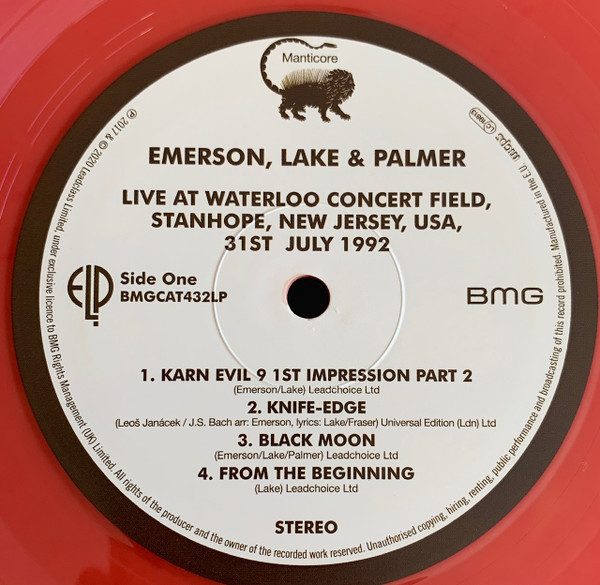 Manticore
EMERSON, LAKE & PALMER
LIVE AT WATERLOO CONCERT FIELD,
STANHOPE, NEW JERSEY, USA,
31ST JULY 1992
ELP.
Side One
BMGCAT432LP
BMG
1. KARN EVIL 9 1ST IMPRESSION PART 2
(Emerson/Lake) Leadchoice Ltd
2. KNIFE-EDGE
(Leoš Janácek / J.S. Bach arr: Emerson, lyrics: Lake/Fraser) Universal Edition (Ldn) Ltd
3. BLACK MOON
(Emerson/Lake/Palmer) Leadchoice Ltd
4. FROM THE BEGINNING
(Lake) Leadchoice Ltd
STEREO
℗ 2017 & © 2020 Leadclass Limited, under exclusive licence to BMG Rights Management (UK) Limited. All rights of the producer and the owner of the recorded work reserved. Unauthorised copying, hiring, renting, public performance and broadcasting of this record prohibited. Manufactured in the E.U.